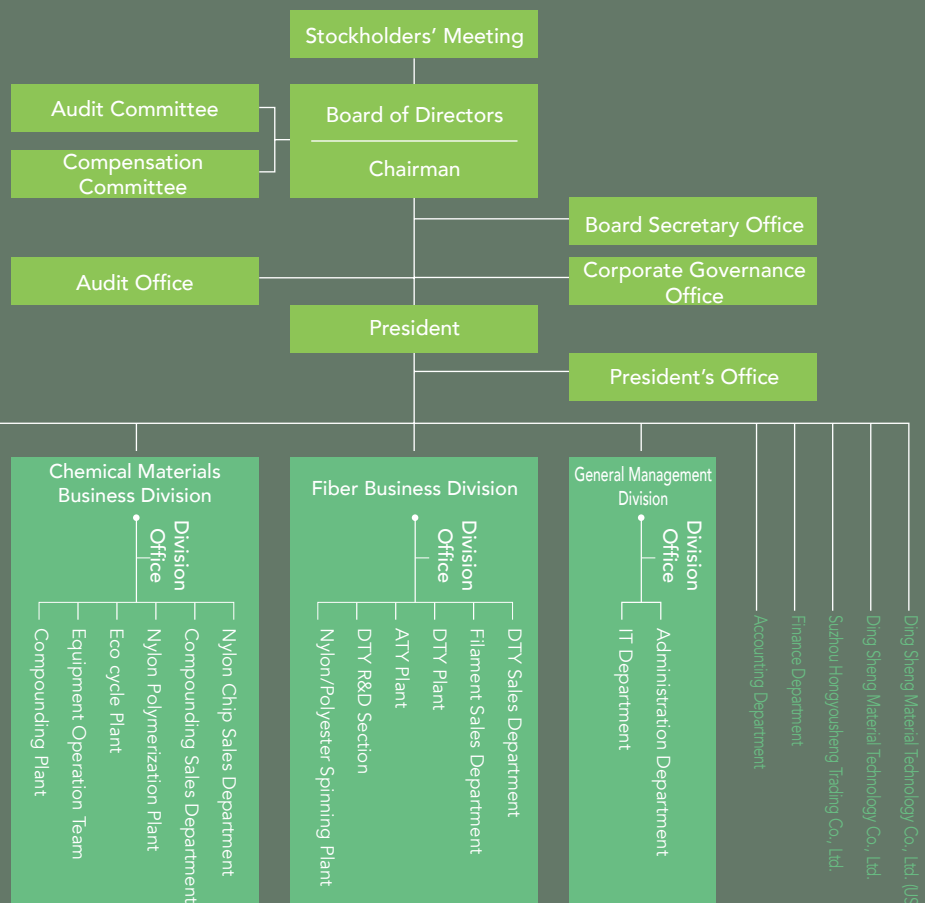 Stockholders' Meeting
Audit Committee
Board of Directors
Compensation
Committee
Chairman
Board Secretary Office
Audit Office
Corporate Governance
Office
President
President's Office
Chemical Materials
Business Division
Division
Office
Compounding Plant
Equipment Operation Team
Eco cycle Plant
Nylon Polymerization Plant
Compounding Sales Department
Nylon Chip Sales Department
Fiber Business Division
Division
Office
Nylon/Polyester Spinning Plant
DTY R&D Section
ATY Plant
DTY Plant
Filament Sales Department
DTY Sales Department
General Management
Division
Division
Office
IT Department
Administration Department
Accounting Department
Finance Department
Suzhou Hongyousheng Trading Co., Ltd.
Ding Sheng Material Technology Co., Ltd.
Ding Sheng Material Technology Co., Ltd. (US